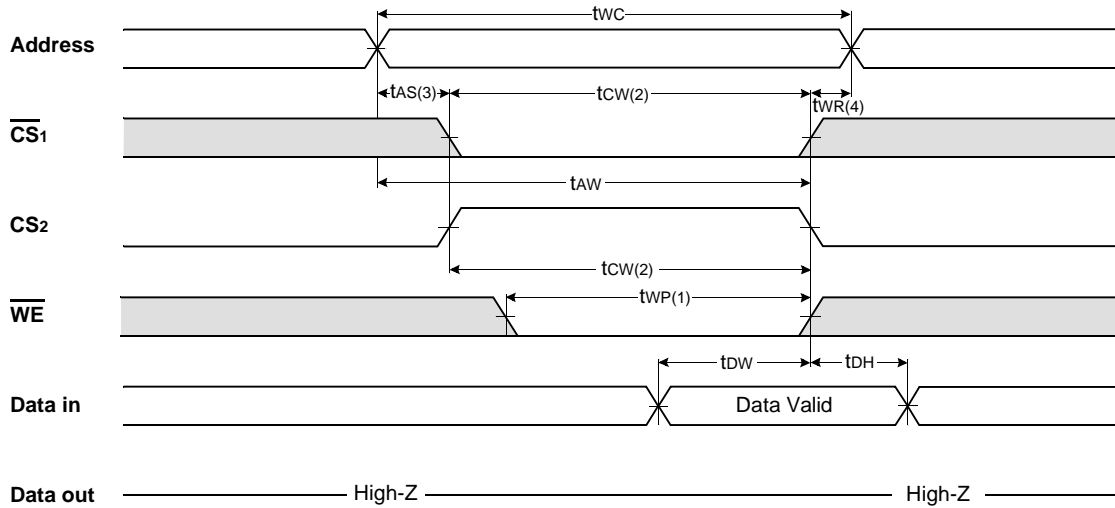 tWC
Address
tAS(3) tCW(2) tWR(4)
CS1
tAW
CS2
tCW(2)
tWP(1)
WE
tDW tDH
Data in Data Valid
Data out High-Z High-Z